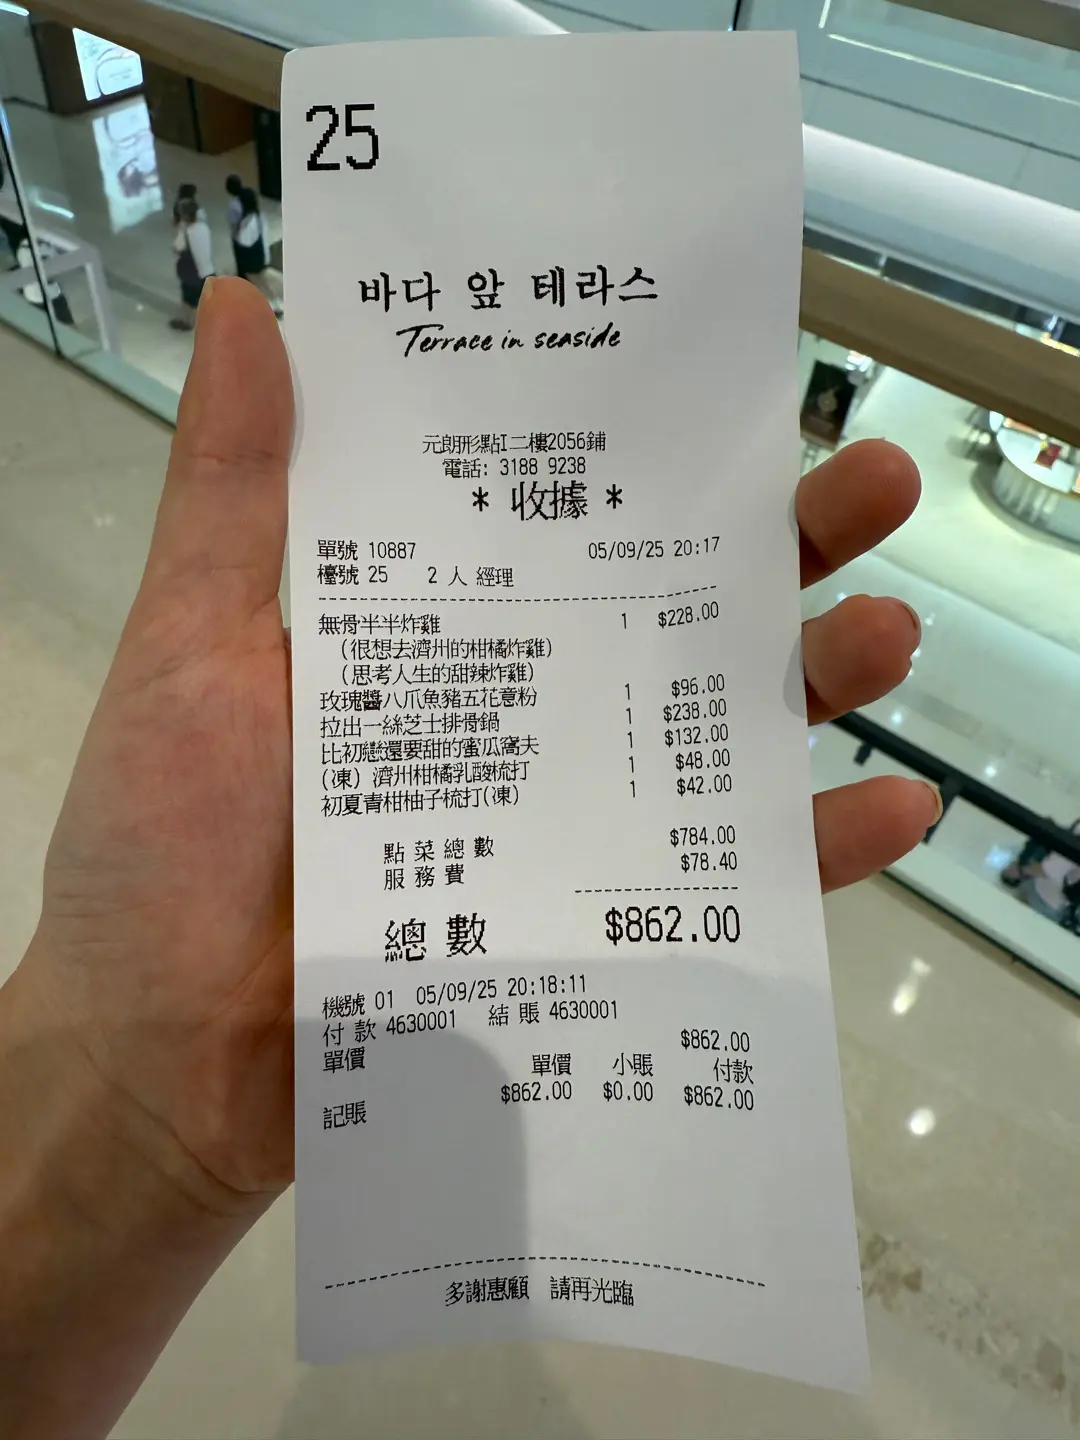 25
바다 앞 테라스
Terrace in seaside
元朗形點I二樓2056鋪
電話: 3188 9238
* 收據 *
單號 10887 05/09/25 20:17
檯號 25 2 人 經理
無骨半半炸雞 1 $228.00
(很想去濟州的柑橘炸雞)
(思考人生的甜辣炸雞)
玫瑰醬八爪魚豬五花意粉 1 $96.00
拉出一絲芝士排骨鍋 1 $238.00
比初戀還要甜的蜜瓜窩夫 1 $132.00
(凍) 濟州柑橘乳酸梳打 1 $48.00
初夏青柑柚子梳打(凍) 1 $42.00
點菜總數 $784.00
服務費 $78.40
總數 $862.00
機號 01 05/09/25 20:18:11
付款 4630001 結賬 4630001
單價 $862.00
單價 小賬 付款
記賬 $862.00 $0.00 $862.00
多謝惠顧 請再光臨